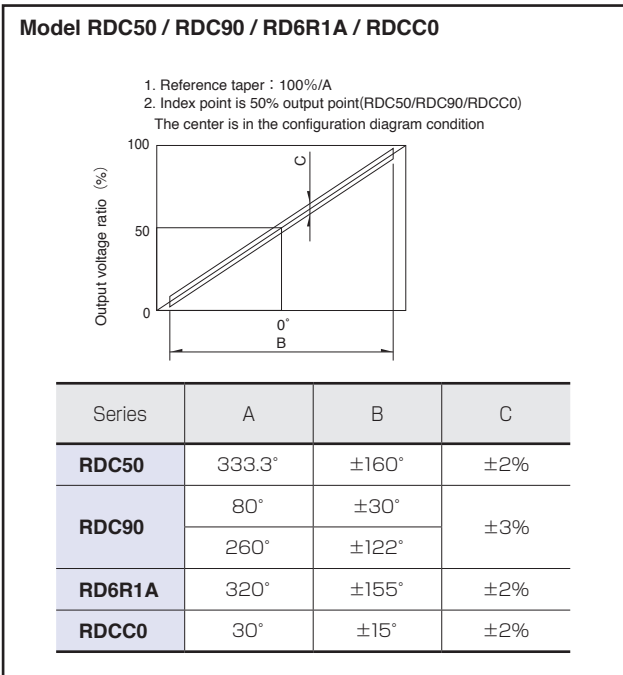 Model RDC50 / RDC90 / RD6R1A / RDCC0
1. Reference taper：100%/A
2. Index point is 50% output point(RDC50/RDC90/RDCC0)
The center is in the configuration diagram condition
100
50
0
Output voltage ratio (%)
C
0˚
B
Series A B C
RDC50 333.3˚ ±160˚ ±2%
RDC90 80˚ ±30˚ ±3%
260˚ ±122˚
RD6R1A 320˚ ±155˚ ±2%
RDCC0 30˚ ±15˚ ±2%